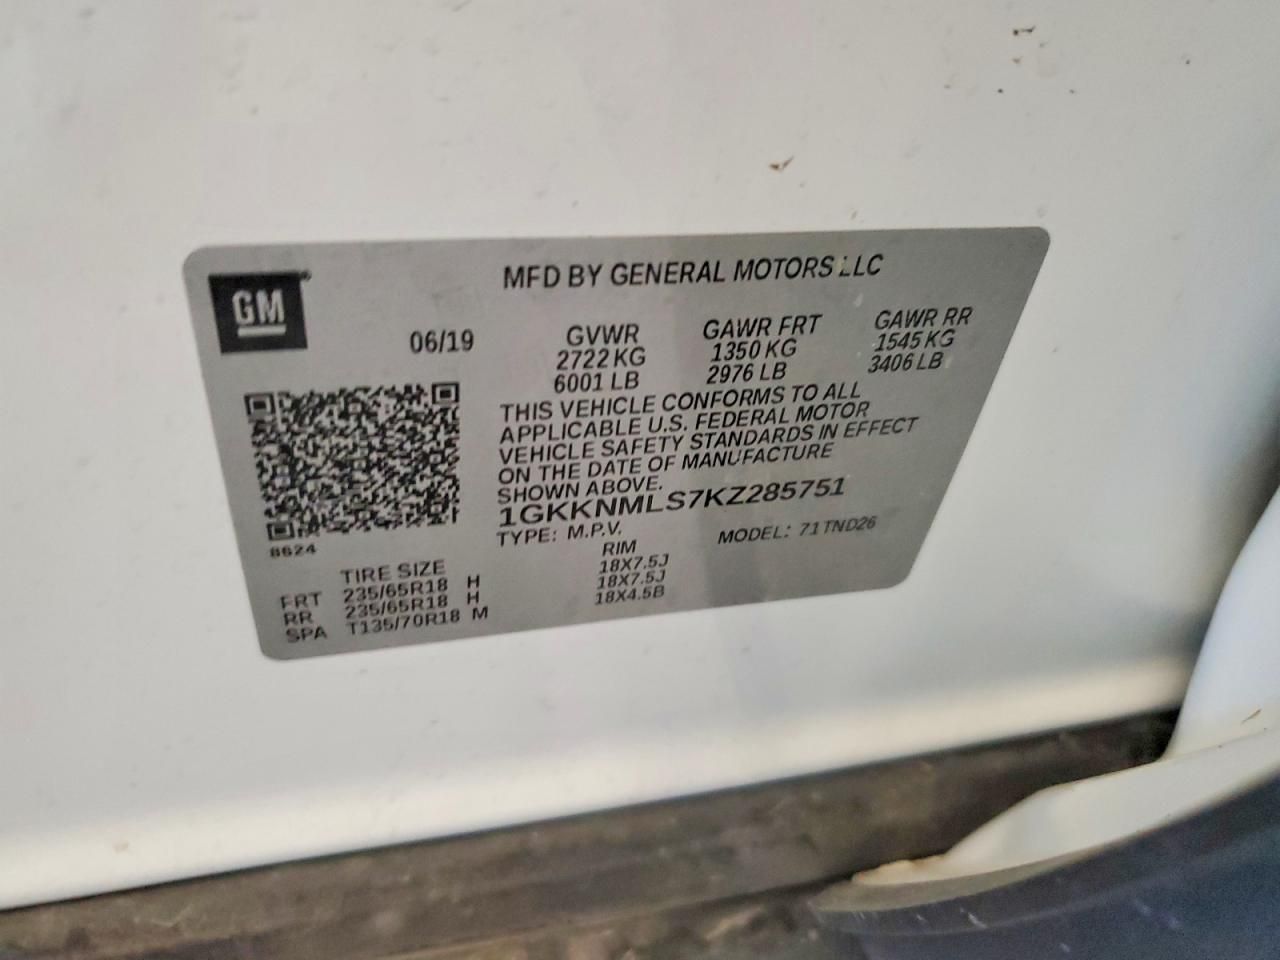 MFD BY GENERAL MOTORS LLC
GM
06/19
GVWR GAWR FRT GAWR RR
2722 KG 1350 KG 1545 KG
6001 LB 2976 LB 3406 LB
THIS VEHICLE CONFORMS TO ALL
APPLICABLE U.S. FEDERAL MOTOR
VEHICLE SAFETY STANDARDS IN EFFECT
ON THE DATE OF MANUFACTURE
SHOWN ABOVE.
1GKKNMLS7KZ285751
TYPE: M.P.V. MODEL: 71TND26
8624
TIRE SIZE RIM
FRT 235/65R18 H 18X7.5J
RR 235/65R18 H 18X7.5J
SPA T135/70R18 M 18X4.5B